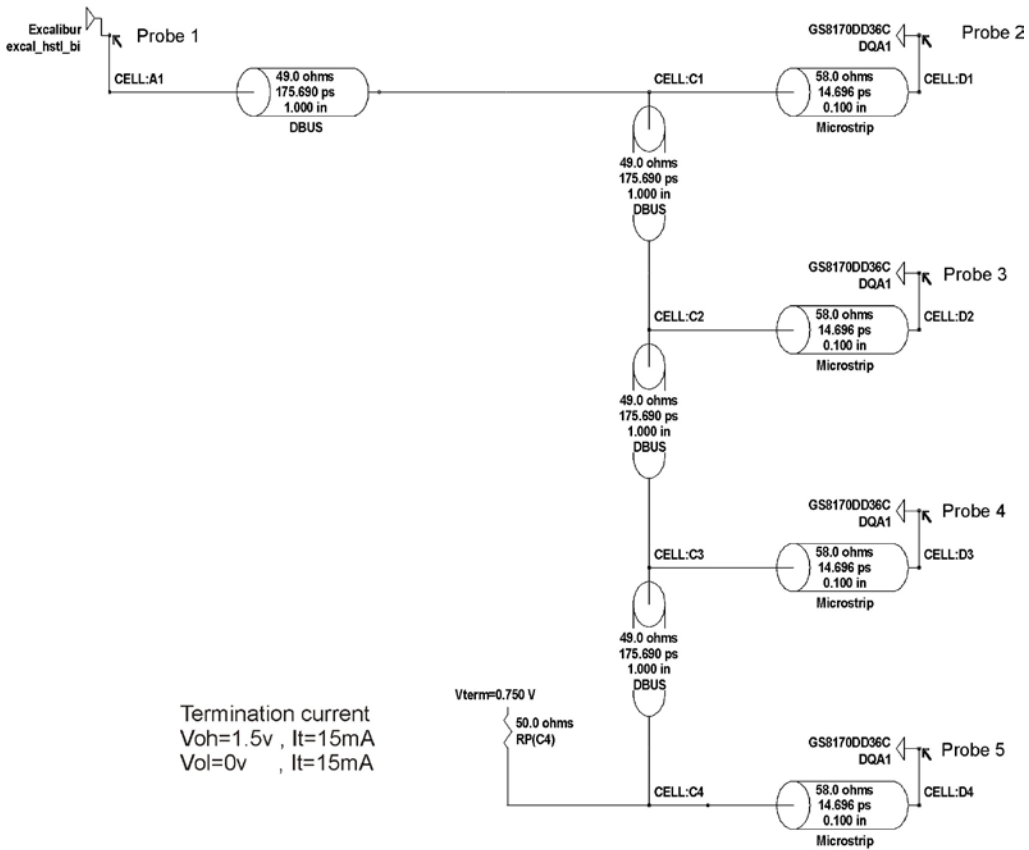 Excalibur
excal_hstl_bi
Probe 1
CELL:A1
49.0 ohms
175.690 ps
1.000 in
DBUS
CELL:C1
GS8170DD36C
DQA1
Probe 2
58.0 ohms
14.696 ps
0.100 in
Microstrip
CELL:D1
49.0 ohms
175.690 ps
1.000 in
DBUS
GS8170DD36C
DQA1
Probe 3
CELL:C2
58.0 ohms
14.696 ps
0.100 in
Microstrip
CELL:D2
49.0 ohms
175.690 ps
1.000 in
DBUS
GS8170DD36C
DQA1
Probe 4
CELL:C3
58.0 ohms
14.696 ps
0.100 in
Microstrip
CELL:D3
49.0 ohms
175.690 ps
1.000 in
DBUS
Termination current
Voh=1.5v , It=15mA
Vol=0v , It=15mA
Vterm=0.750 V
50.0 ohms
RP(C4)
GS8170DD36C
DQA1
Probe 5
CELL:C4
58.0 ohms
14.696 ps
0.100 in
Microstrip
CELL:D4